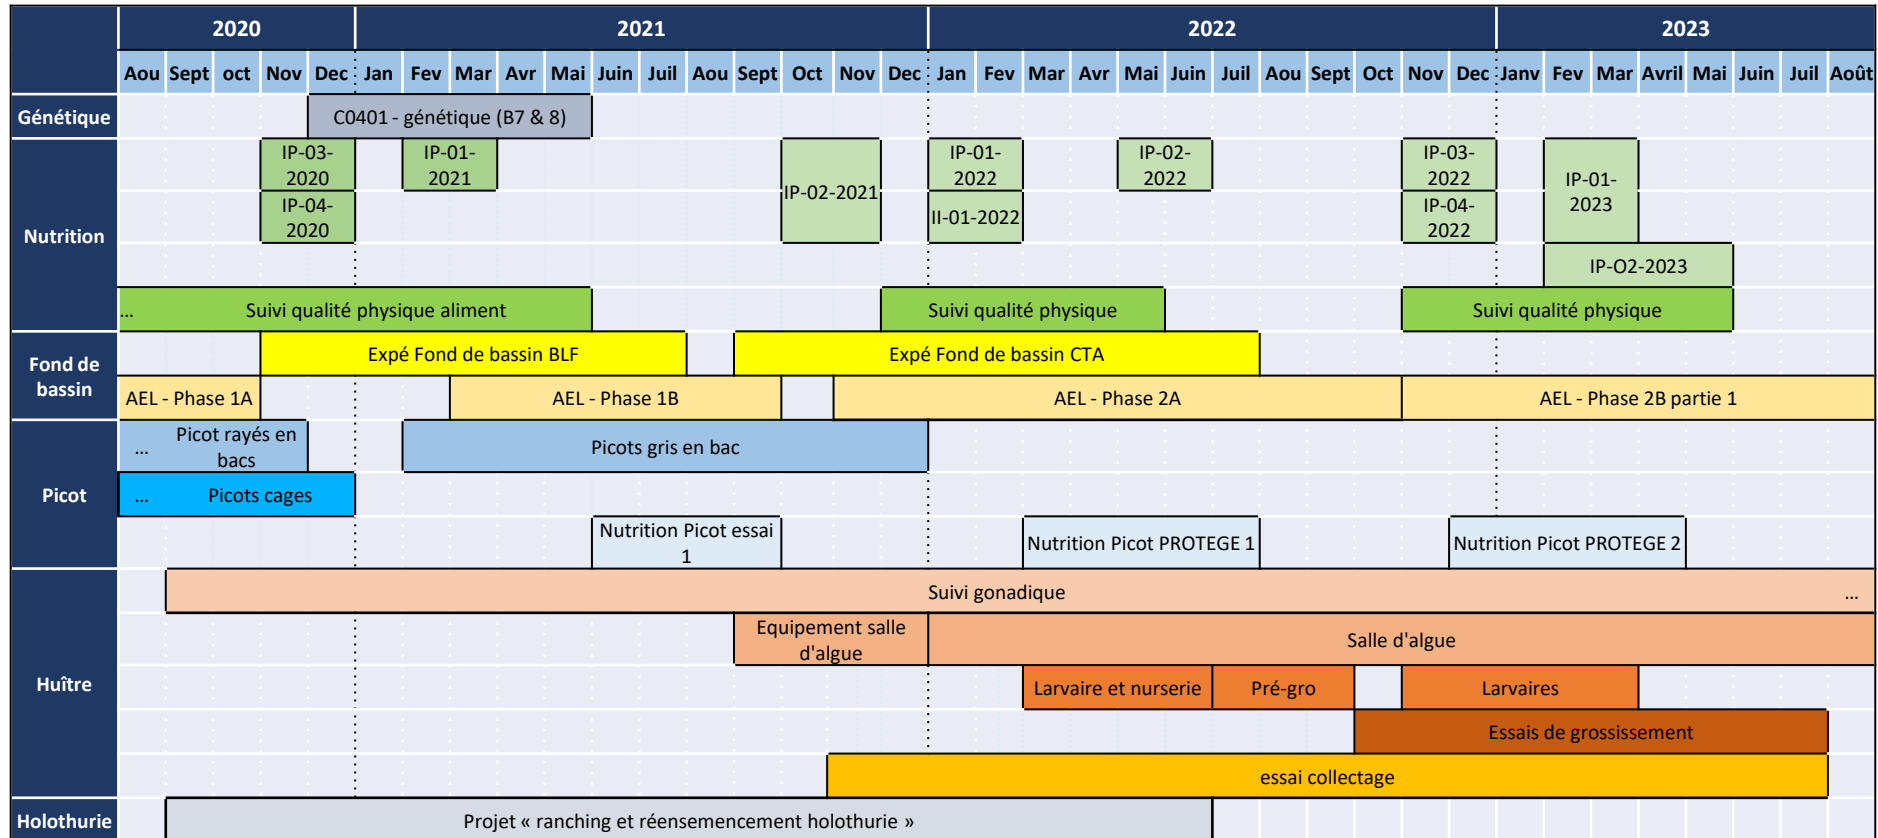 2020 2021 2022 2023
Aou Sept oct Nov Dec Jan Fev Mar Avr Mai Juin Juil Aou Sept Oct Nov Dec Jan Fev Mar Avr Mai Juin Juil Aou Sept Oct Nov Dec Janv Fev Mar Avril Mai Juin Juil Août
Génétique
C0401 - génétique (B7 & 8)
Nutrition
IP-03-
2020
IP-01-
2021
IP-02-2021
IP-01-
2022
IP-02-
2022
IP-03-
2022
IP-01-
2023
IP-04-
2020
II-01-2022
IP-04-
2022
IP-O2-2023
... Suivi qualité physique aliment
Suivi qualité physique
Suivi qualité physique
Fond de
bassin
Expé Fond de bassin BLF
Expé Fond de bassin CTA
AEL - Phase 1A
AEL - Phase 1B
AEL - Phase 2A
AEL - Phase 2B partie 1
Picot
... Picot rayés en
bacs
Picots gris en bac
... Picots cages
Nutrition Picot essai
1
Nutrition Picot PROTEGE 1
Nutrition Picot PROTEGE 2
Huître
Suivi gonadique ...
Equipement salle
d'algue
Salle d'algue
Larvaire et nurserie
Pré-gro
Larvaires
Essais de grossissement
essai collectage
Holothurie
Projet « ranching et réensemencement holothurie »